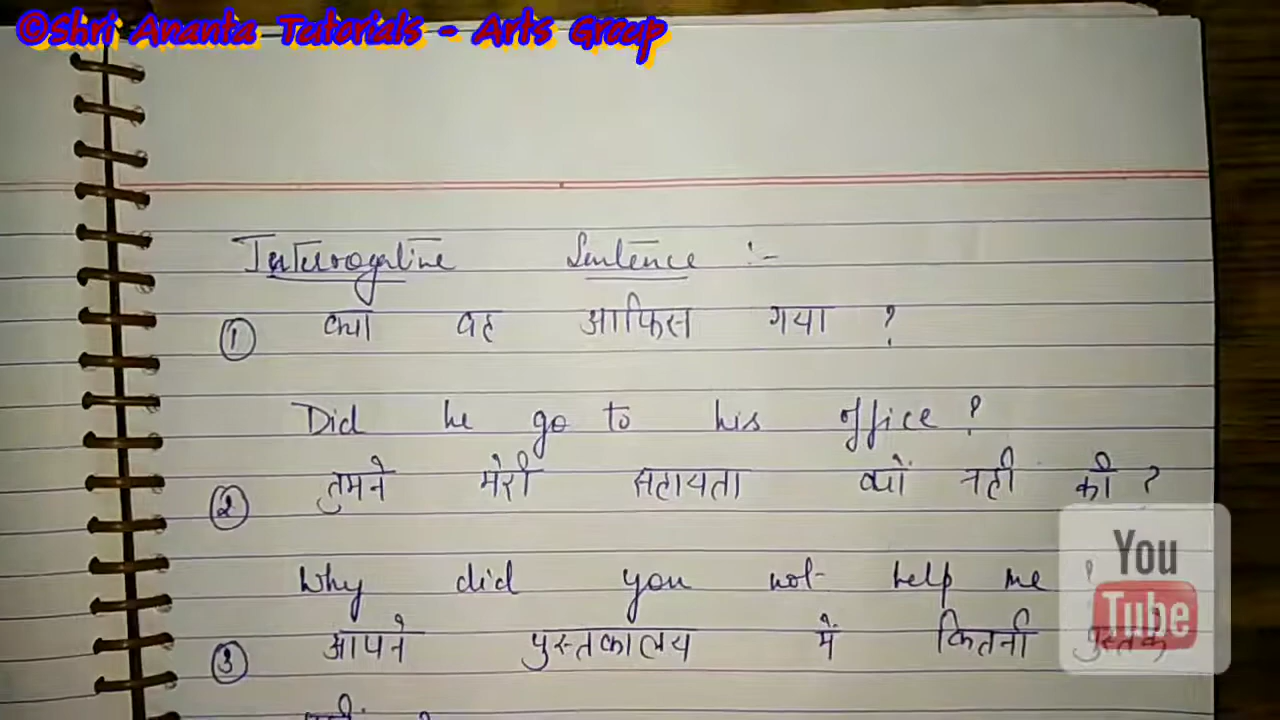 ©Shri Ananta Tutorials - Arts Group
Interrogative Sentence :-
① क्या वह आफिस गया ?
Did he go to his office ?
② तुमने मेरी सहायता क्यों नही की ?
Why did you not help me ?
③ आपने पुस्तकालय में कितनी पुस्तके
You
Tube